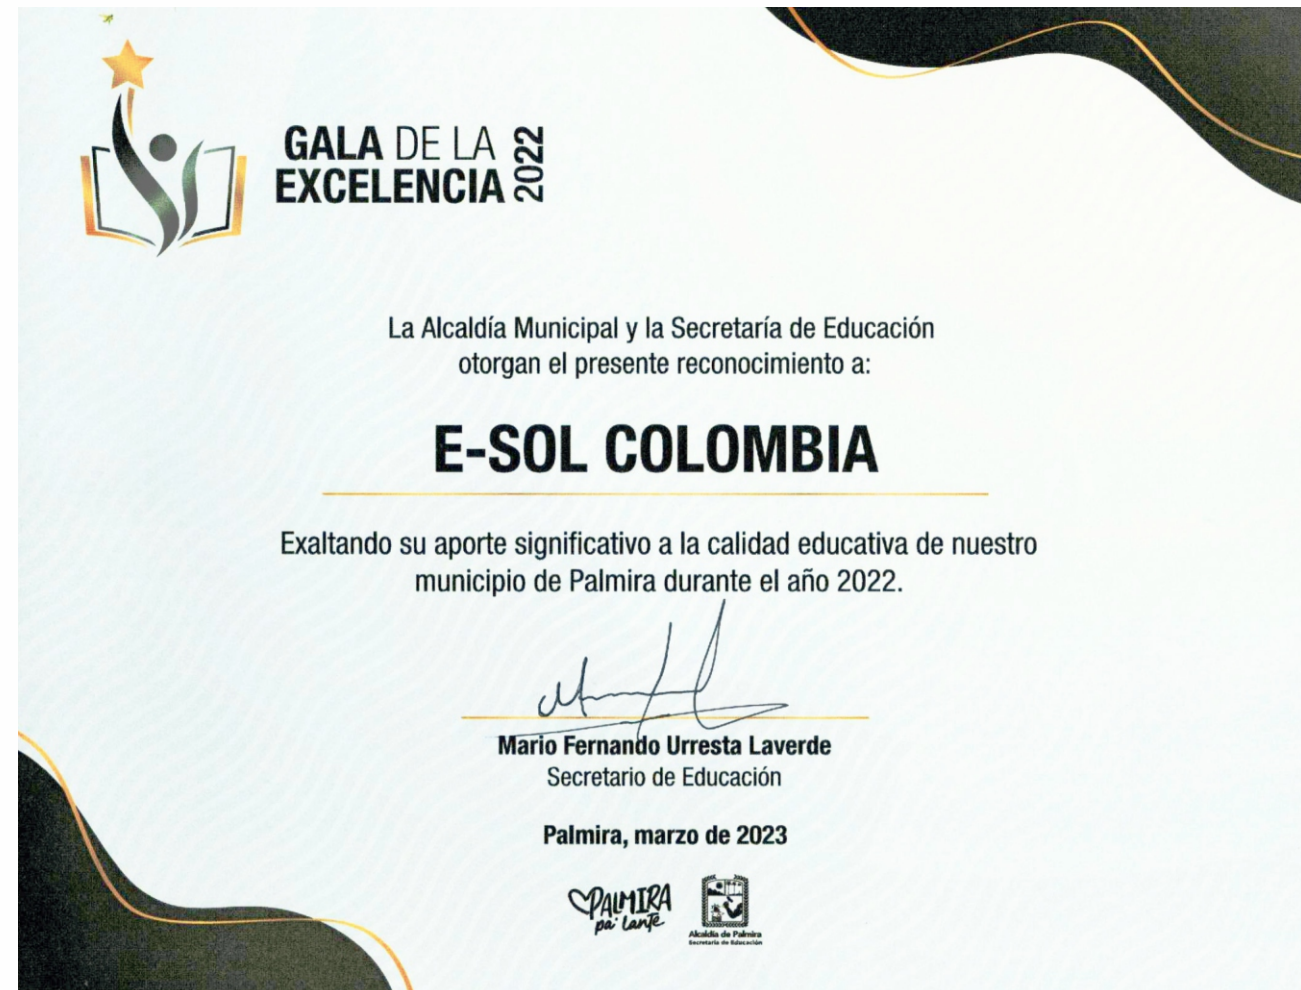 GALA DE LA
EXCELENCIA
2022
La Alcaldía Municipal y la Secretaría de Educación
otorgan el presente reconocimiento a:
E-SOL COLOMBIA
Exaltando su aporte significativo a la calidad educativa de nuestro
municipio de Palmira durante el año 2022.
Mario Fernando Urresta Laverde
Secretario de Educación
Palmira, marzo de 2023
PALMIRA
pa' lante
Alcaldía de Palmira
Secretaría de Educación